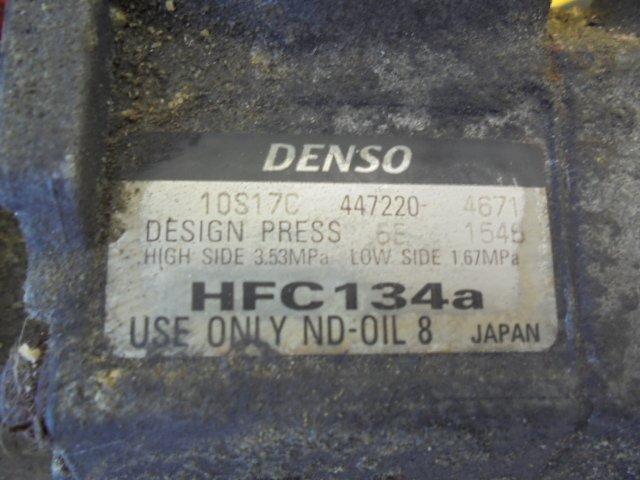 DENSO
10S17C 447220- 4671
DESIGN PRESS 6E 1545
HIGH SIDE 3.53MPa LOW SIDE 1.67MPa
HFC134a
USE ONLY ND-OIL 8 JAPAN